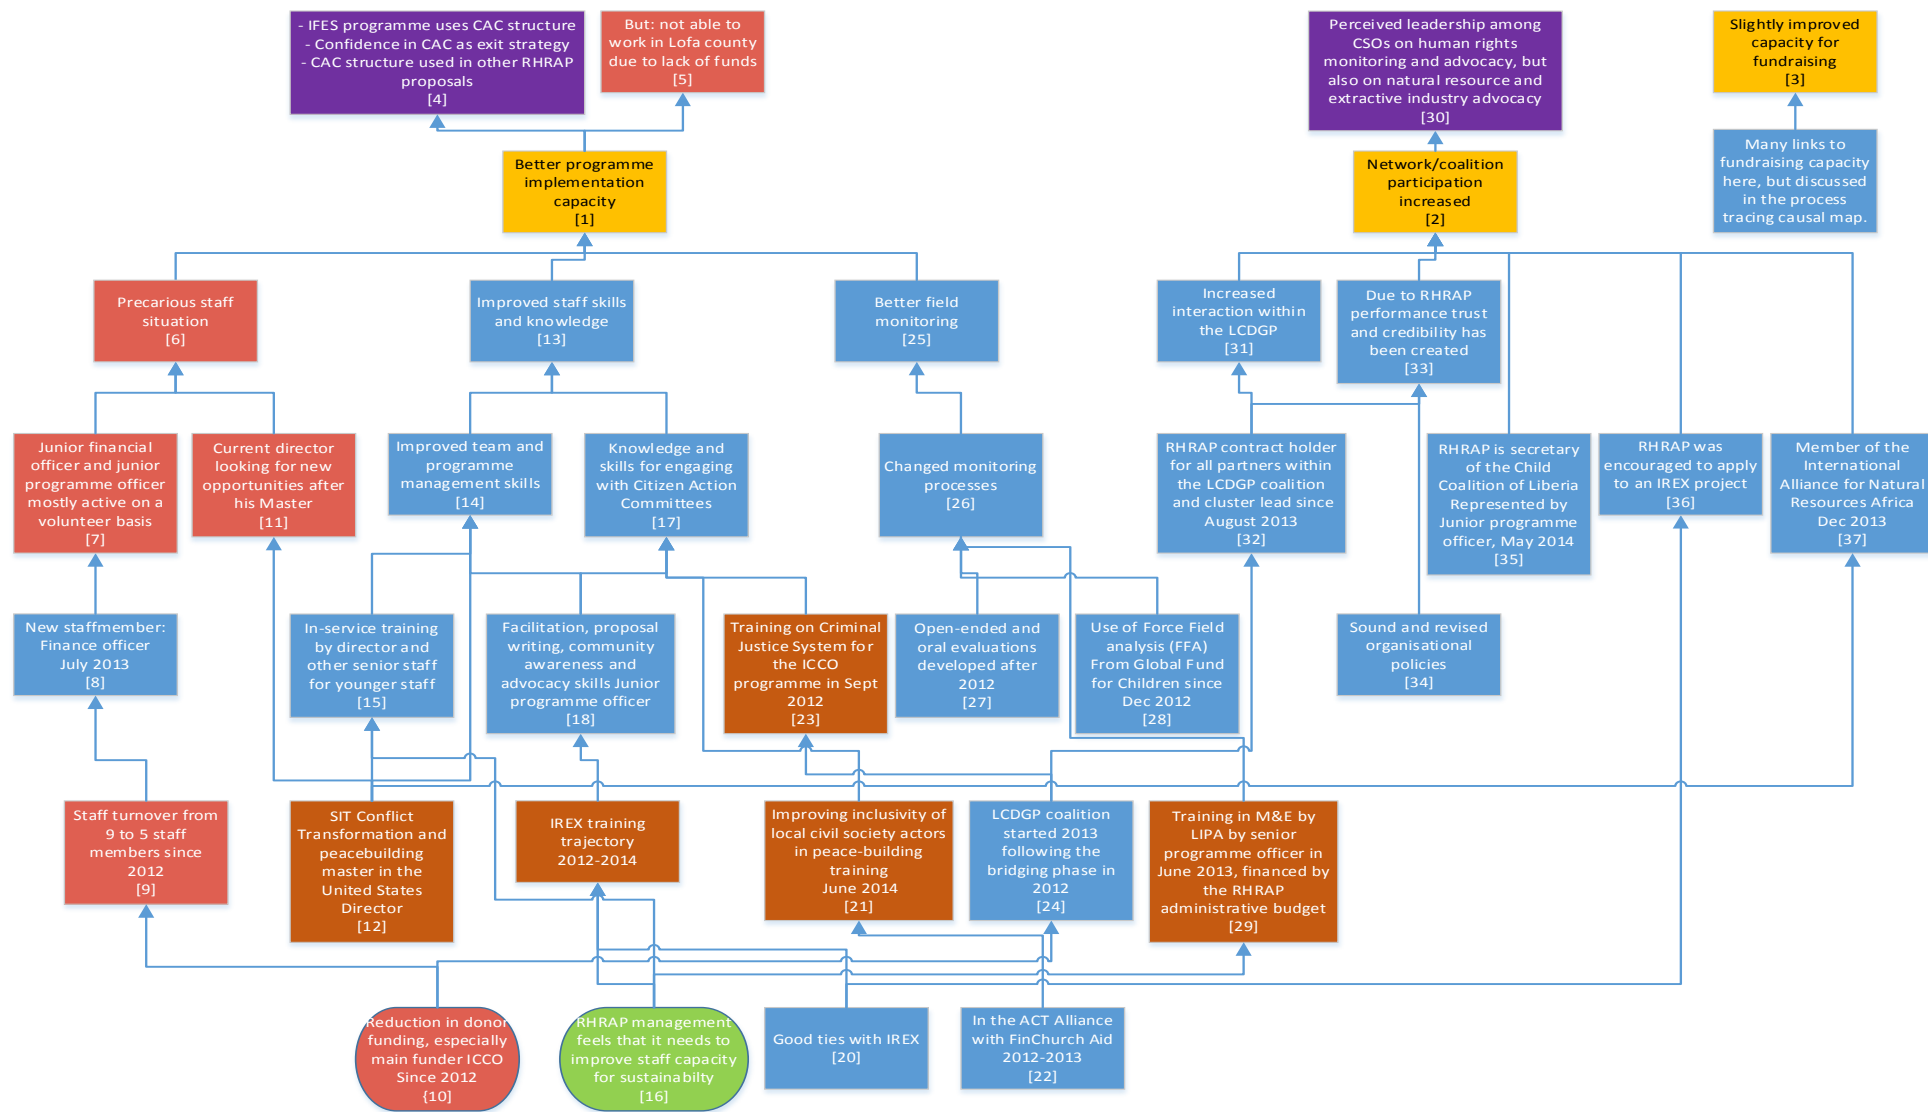 - IFES programme uses CAC structure
- Confidence in CAC as exit strategy
- CAC structure used in other RHRAP
proposals
[4]
But: not able to
work in Lofa county
due to lack of funds
[5]
Perceived leadership among
CSOs on human rights
monitoring and advocacy, but
also on natural resource and
extractive industry advocacy
[30]
Slightly improved
capacity for
fundraising
[3]
Better programme
implementation
capacity
[1]
Network/coalition
participation
increased
[2]
Many links to
fundraising capacity
here, but discussed
in the process
tracing causal map.
Precarious staff
situation
[6]
Improved staff skills
and knowledge
[13]
Better field
monitoring
[25]
Increased
interaction within
the LCDGP
[31]
Due to RHRAP
performance trust
and credibility has
been created
[33]
Junior financial
officer and junior
programme officer
mostly active on a
volunteer basis
[7]
Current director
looking for new
opportunities after
his Master
[11]
Improved team and
programme
management skills
[14]
Knowledge and
skills for engaging
with Citizen Action
Committees
[17]
Changed monitoring
processes
[26]
RHRAP contract holder
for all partners within
the LCDGP coalition
and cluster lead since
August 2013
[32]
RHRAP is secretary of
the Child
Coalition of Liberia
Represented by
Junior programme
officer, May 2014
[35]
RHRAP was
encouraged to apply
to an IREX project
[36]
Member of the
International
Alliance for Natural
Resources Africa
Dec 2013
[37]
New staffmember:
Finance officer
July 2013
[8]
In-service training
by director and
other senior staff
for younger staff
[15]
Facilitation, proposal
writing, community
awareness and
advocacy skills Junior
programme officer
[18]
Training on Criminal
Justice System for
the ICCO
programme in Sept
2012
[23]
Open-ended and
oral evaluations
developed after
2012
[27]
Use of Force Field
analysis (FFA)
From Global Fund
for Children since
Dec 2012
[28]
Sound and revised
organisational
policies
[34]
Staff turnover from
9 to 5 staff
members since
2012
[9]
SIT Conflict
Transformation and
peacebuilding
master in the
United States
Director
[12]
IREX training
trajectory
2012-2014
Improving inclusivity of
local civil society actors
in peace-building
training
June 2014
[21]
LCDGP coalition
started 2013
following the
bridging phase in
2012
[24]
Training in M&E by
LIPA by senior
programme officer in
June 2013, financed by
the RHRAP
administrative budget
[29]
Reduction in donor
funding, especially
main funder ICCO
Since 2012
{10]
RHRAP management
feels that it needs to
improve staff capacity
for sustainabilty
[16]
Good ties with IREX
[20]
In the ACT Alliance
with FinChurch Aid
2012-2013
[22]